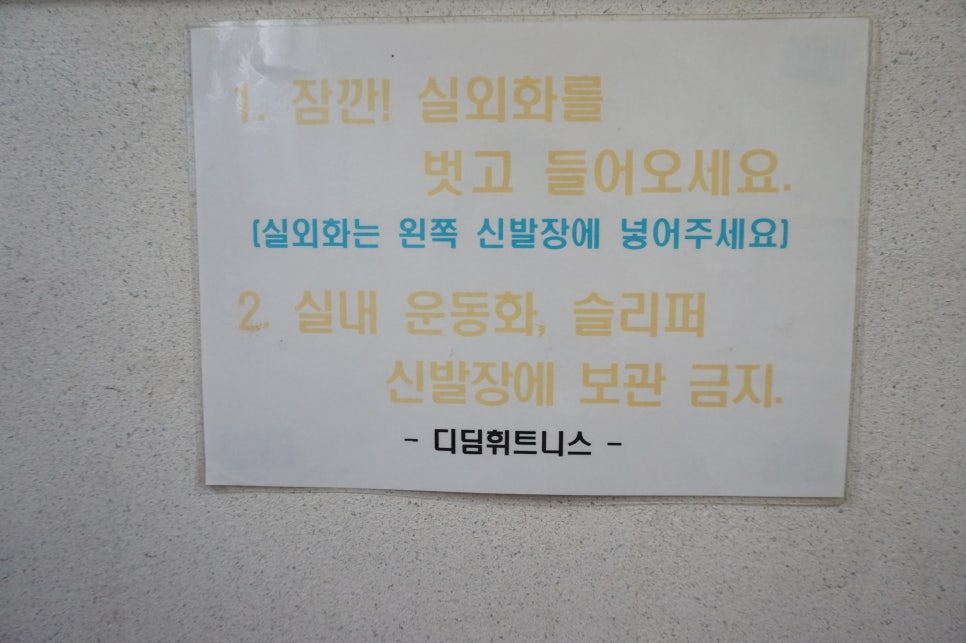 1. 잠깐! 실외화를
벗고 들어오세요.
(실외화는 왼쪽 신발장에 넣어주세요)
2. 실내 운동화, 슬리퍼
신발장에 보관 금지.
- 디딤휘트니스 -